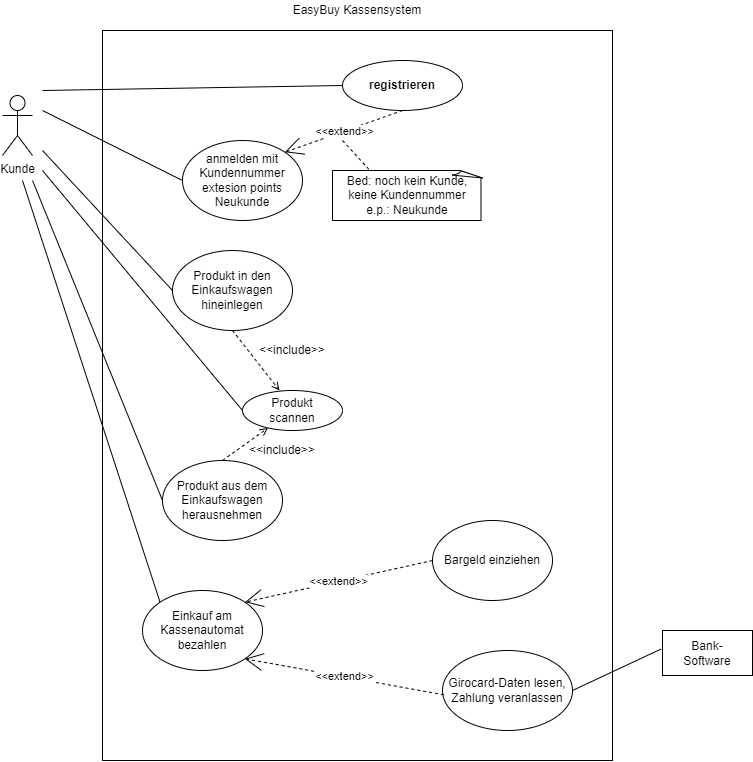 EasyBuy Kassensystem
registrieren
<<extend>>
anmelden mit
Kundennummer
extesion points
Neukunde
Kunde
Bed: noch kein Kunde,
keine Kundennummer
e.p.: Neukunde
Produkt in den
Einkaufswagen
hineinlegen
<<include>>
Produkt
scannen
<<include>>
Produkt aus dem
Einkaufswagen
herausnehmen
Bargeld einziehen
<<extend>>
Einkauf am
Kassenautomat
bezahlen
<<extend>>
Girocard-Daten lesen,
Zahlung veranlassen
Bank-
Software